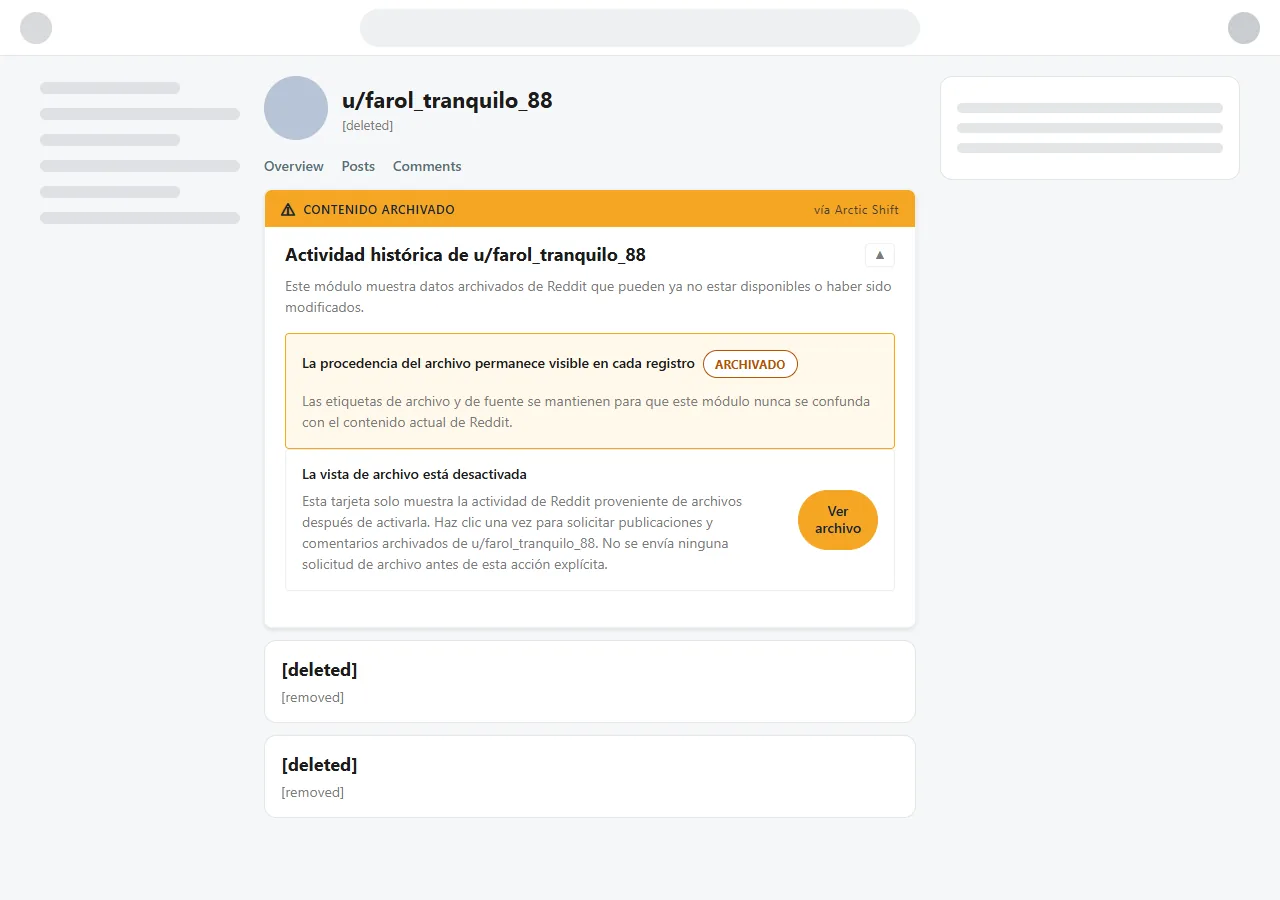 u/farol_tranquilo_88
[deleted]
Overview Posts Comments
CONTENIDO ARCHIVADO vía Arctic Shift
Actividad histórica de u/farol_tranquilo_88
Este módulo muestra datos archivados de Reddit que pueden ya no estar disponibles o haber sido
modificados.
La procedencia del archivo permanece visible en cada registro ARCHIVADO
Las etiquetas de archivo y de fuente se mantienen para que este módulo nunca se confunda
con el contenido actual de Reddit.
La vista de archivo está desactivada
Esta tarjeta solo muestra la actividad de Reddit proveniente de archivos
después de activarla. Haz clic una vez para solicitar publicaciones y
comentarios archivados de u/farol_tranquilo_88. No se envía ninguna
solicitud de archivo antes de esta acción explícita.
Ver
archivo
[deleted]
[removed]
[deleted]
[removed]